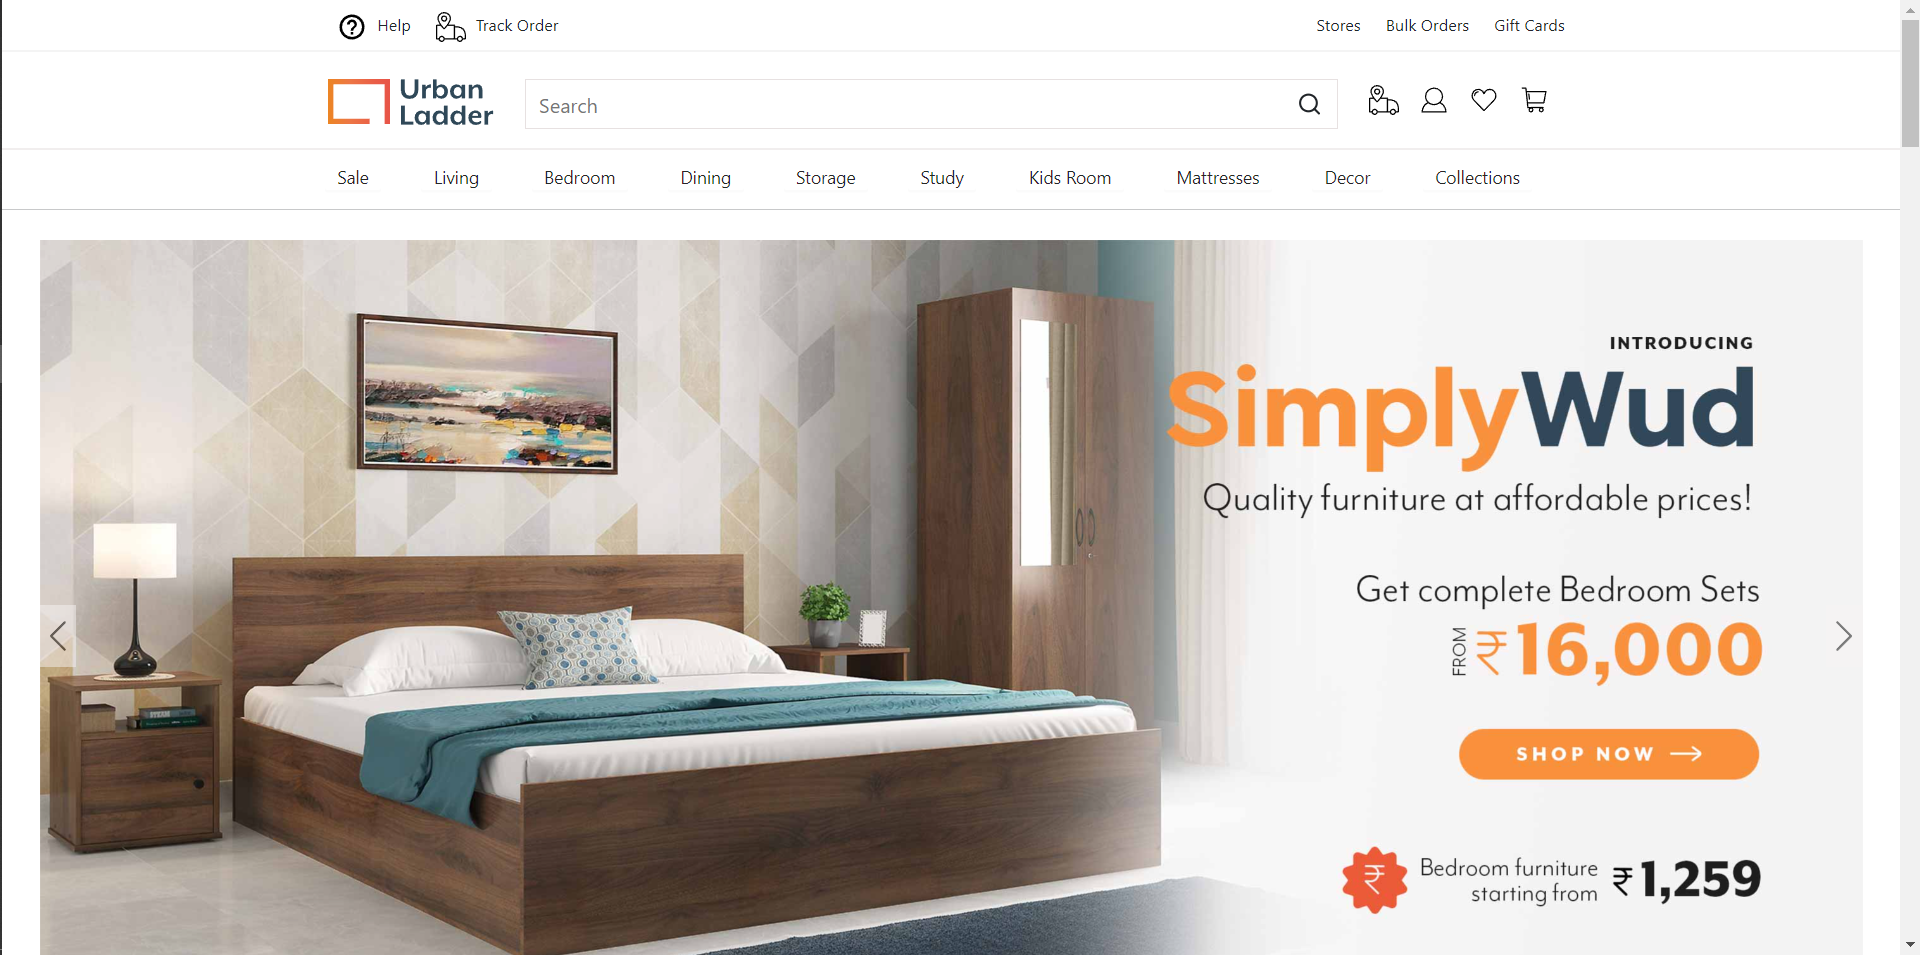 Help
Track Order
Stores
Bulk Orders
Gift Cards
Urban
Ladder
Search
Sale
Living
Bedroom
Dining
Storage
Study
Kids Room
Mattresses
Decor
Collections
INTRODUCING
SimplyWud
Quality furniture at affordable prices!
Get complete Bedroom Sets
FROM ₹16,000
SHOP NOW
Bedroom furniture
starting from
₹1,259